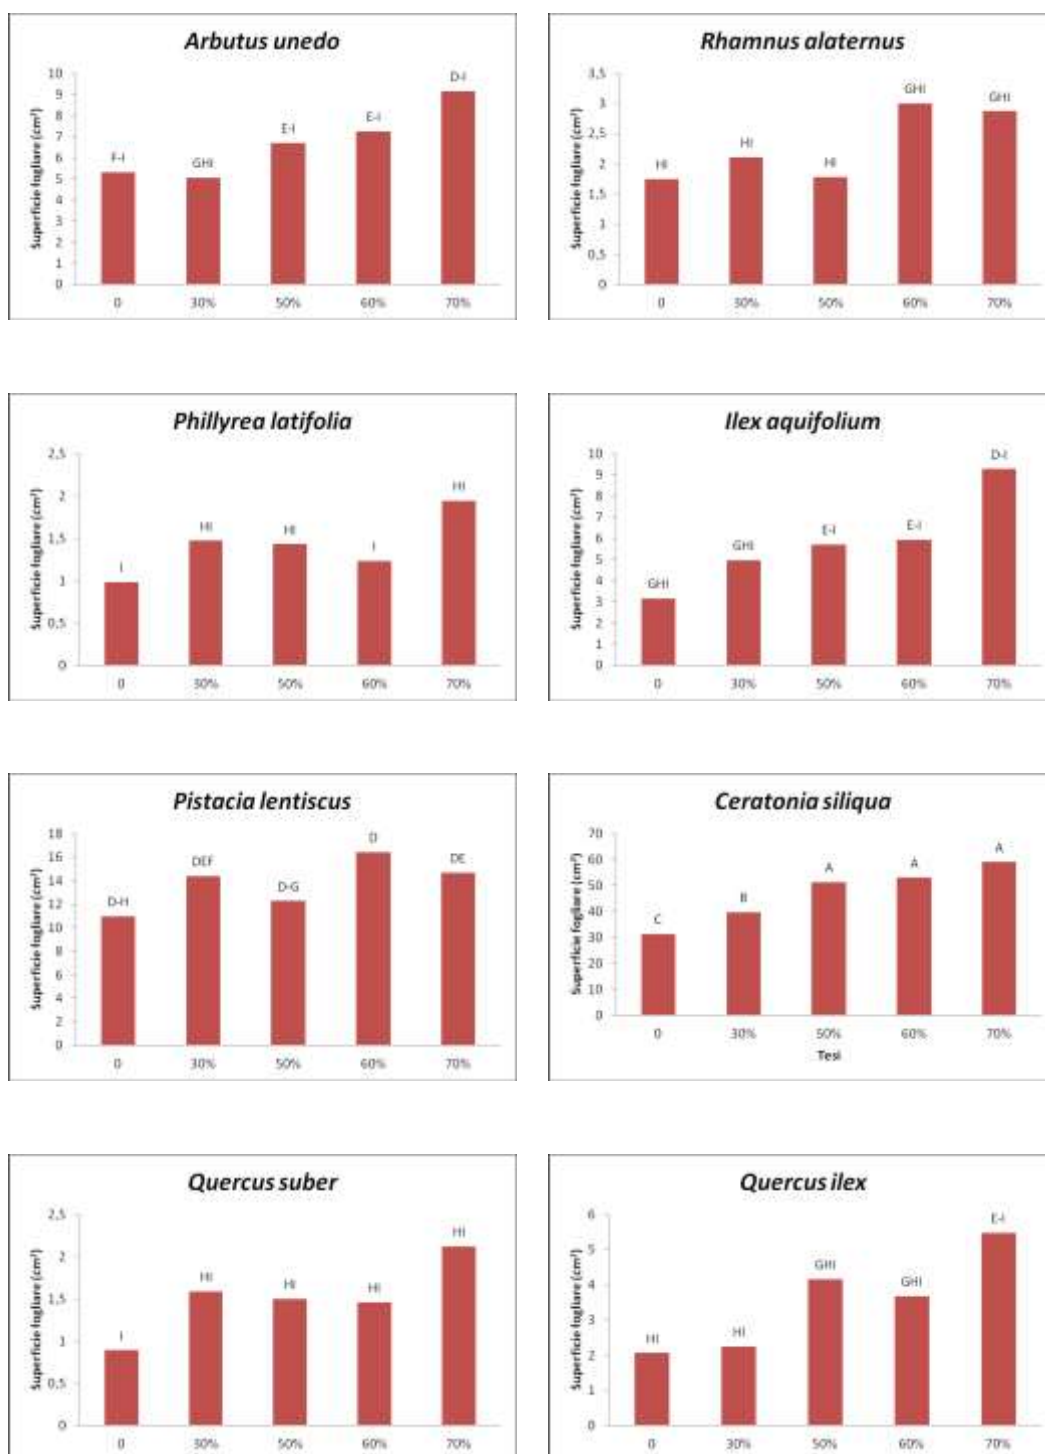 Arbutus unedo
Superficie fogliare (cm²)
10
9
8
7
6
5
4
3
2
1
0
F-I
GHI
E-I
E-I
D-I
0 30% 50% 60% 70%
Rhamnus alaternus
Superficie fogliare (cm²)
3,5
3
2,5
2
1,5
1
0,5
0
HI
HI
HI
GHI
GHI
0 30% 50% 60% 70%
Phillyrea latifolia
Superficie fogliare (cm²)
2,5
2
1,5
1
0,5
0
I
HI
HI
I
HI
0 30% 50% 60% 70%
Ilex aquifolium
Superficie fogliare (cm²)
10
9
8
7
6
5
4
3
2
1
0
GHI
GHI
E-I
E-I
D-I
0 30% 50% 60% 70%
Pistacia lentiscus
Superficie fogliare (cm²)
18
16
14
12
10
8
6
4
2
0
D-H
DEF
D-G
D
DE
0 30% 50% 60% 70%
Ceratonia siliqua
Superficie fogliare (cm²)
70
60
50
40
30
20
10
0
C
B
A
A
A
0 30% 50% 60% 70%
Tesi
Quercus suber
Superficie fogliare (cm²)
2,5
2
1,5
1
0,5
0
I
HI
HI
HI
HI
0 30% 50% 60% 70%
Quercus ilex
Superficie fogliare (cm²)
6
5
4
3
2
1
0
HI
HI
GHI
GHI
E-I
0 30% 50% 60% 70%